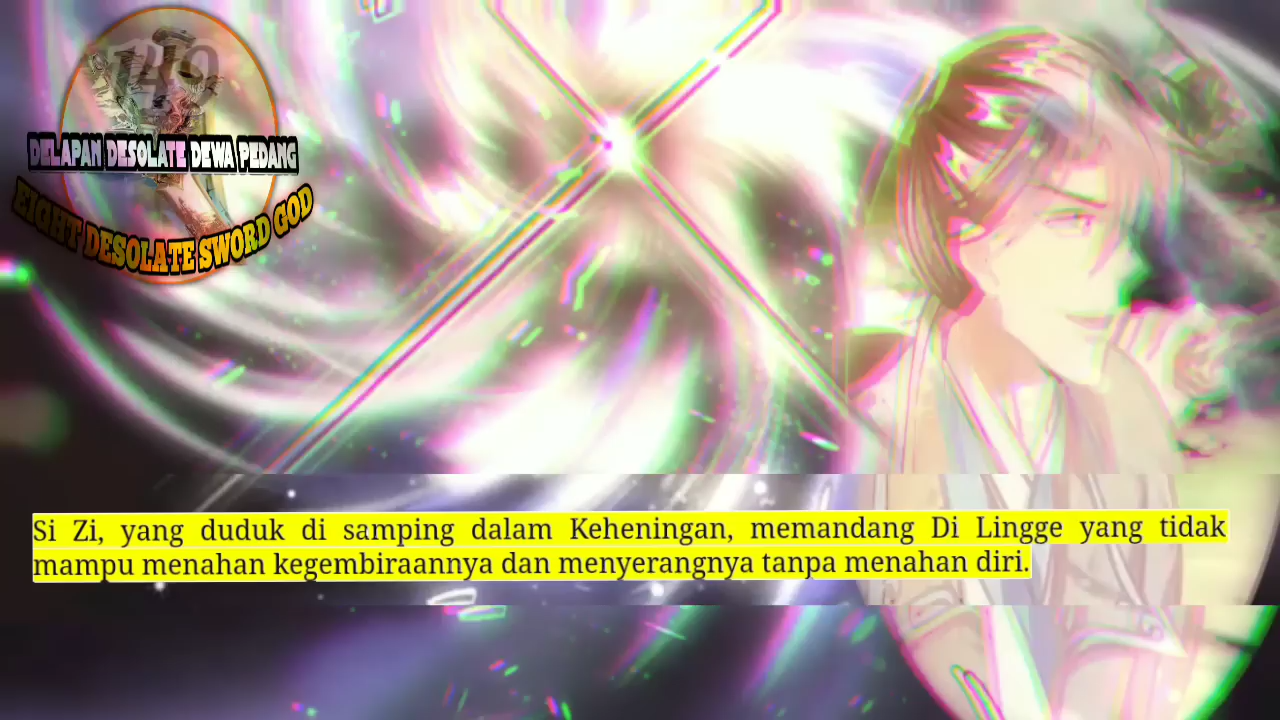 149
DELAPAN DESOLATE DEWA PEDANG
EIGHT DESOLATE SWORD GOD
Si Zi, yang duduk di samping dalam Keheningan, memandang Di Lingge yang tidak
mampu menahan kegembiraannya dan menyerangnya tanpa menahan diri.